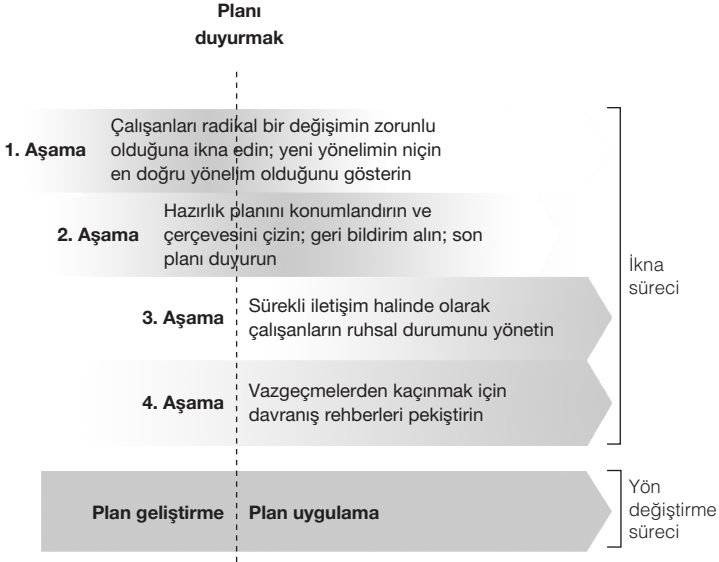 Planı
duyurmak
1. Aşama
Çalışanları radikal bir değişimin zorunlu
olduğuna ikna edin; yeni yönelimin niçin
en doğru yönelim olduğunu gösterin
2. Aşama
Hazırlık planını konumlandırın ve
çerçevesini çizin; geri bildirim alın; son
planı duyurun
3. Aşama
Sürekli iletişim halinde olarak
çalışanların ruhsal durumunu yönetin
4. Aşama
Vazgeçmelerden kaçınmak için
davranış rehberleri pekiştirin
İkna
süreci
Plan geliştirme
Plan uygulama
Yön
değiştirme
süreci